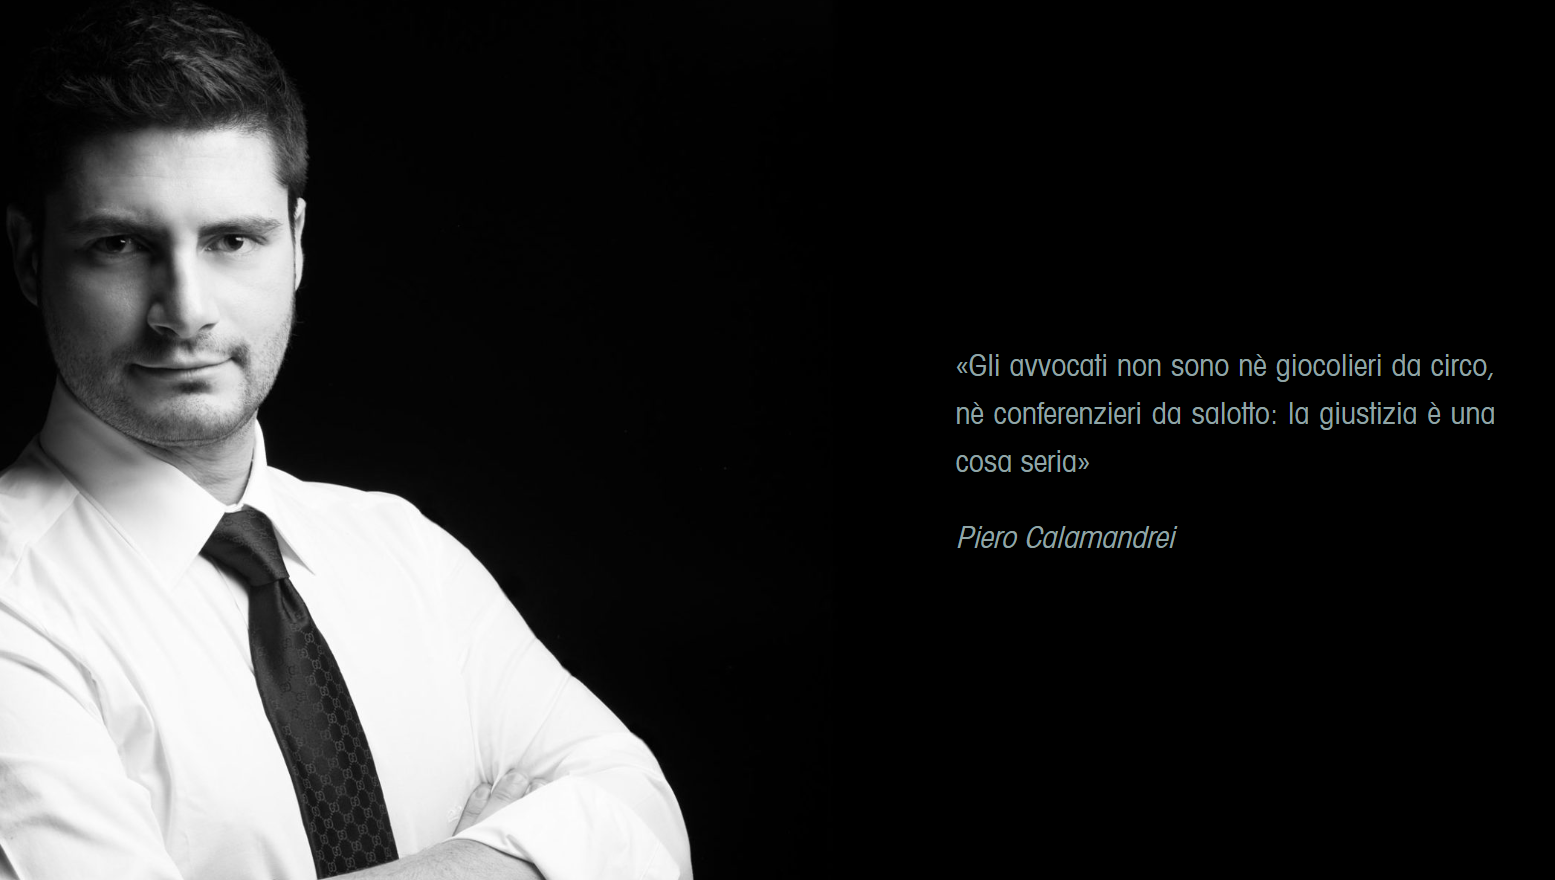 «Gli avvocati non sono nè giocolieri da circo,
nè conferenzieri da salotto: la giustizia è una
cosa seria»
Piero Calamandrei